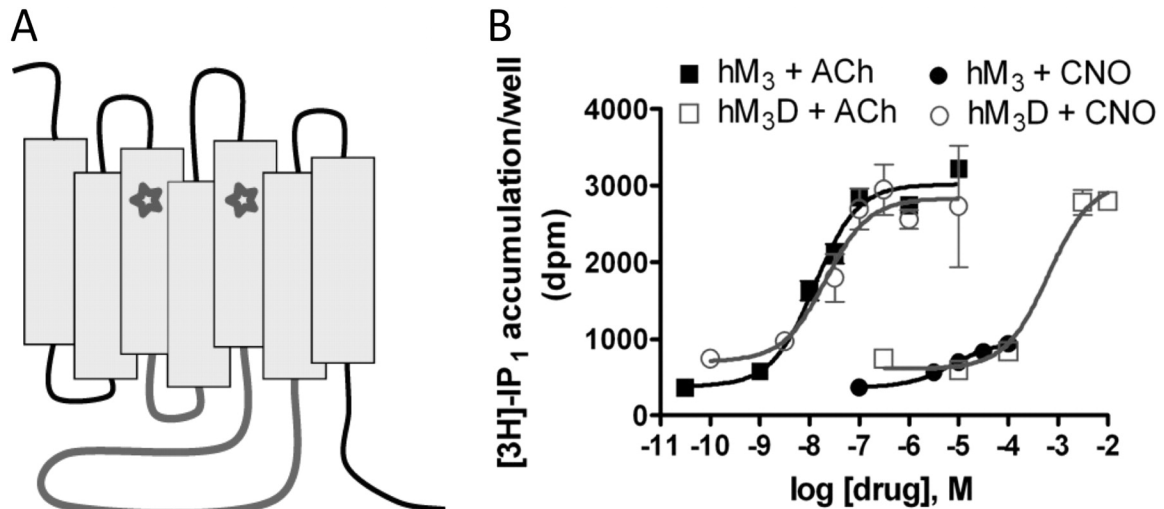 A
B
■ hM₃ + ACh ● hM₃ + CNO
□ hM₃D + ACh ○ hM₃D + CNO
[3H]-IP₁ accumulation/well
(dpm)
4000
3000
2000
1000
0
-11 -10 -9 -8 -7 -6 -5 -4 -3 -2
log [drug], M